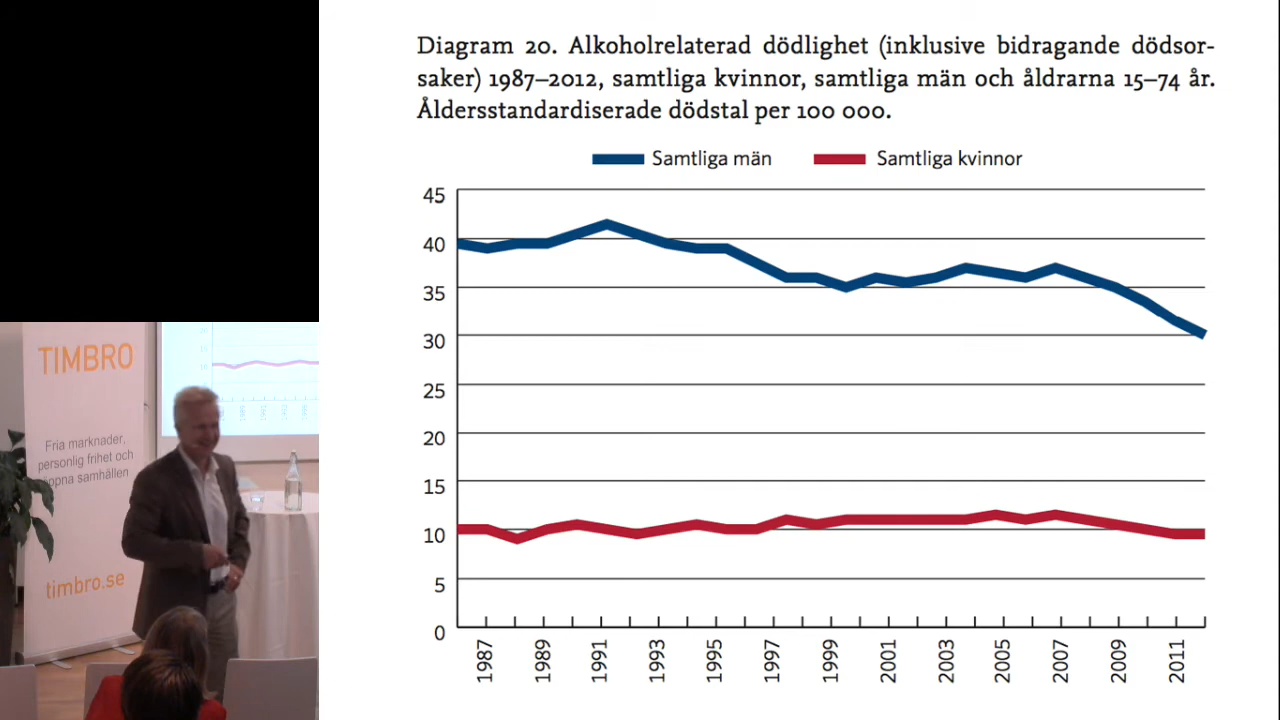 Diagram 20. Alkoholrelaterad dödlighet (inklusive bidragande dödsor-
saker) 1987–2012, samtliga kvinnor, samtliga män och åldrarna 15–74 år.
Åldersstandardiserade dödstal per 100 000.
Samtliga män
Samtliga kvinnor
45
40
35
30
25
20
15
10
5
0
1987
1989
1991
1993
1995
1997
1999
2001
2003
2005
2007
2009
2011
TIMBRO
Fria marknader,
personlig frihet och
öppna samhällen
timbro.se